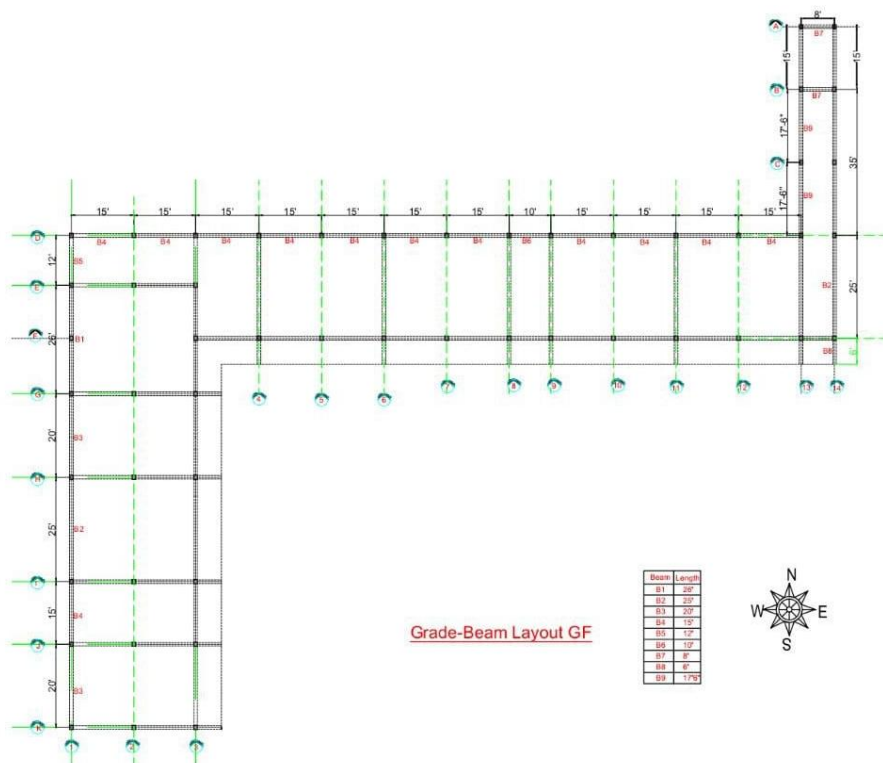 8'
A
B7
15'
15'
B
B7
17'-6"
B9
35'
C
17'-6"
B9
15'
15'
15'
15'
15'
15'
15'
10'
15'
15'
15'
15'
D
B4
B4
B4
B4
B4
B4
B4
B6
B4
B4
B4
B4
12'
B5
E
B2
25'
26'
B1
B8
6'
G
4
5
6
7
8
9
10
11
12
13
14
20'
B3
H
25'
B2
I
15'
B4
J
20'
B3
K
1
2
3
Grade-Beam Layout GF
Beam Length
B1 26'
B2 25'
B3 20'
B4 15'
B5 12'
B6 10'
B7 8'
B8 6'
B9 17'6"
N
W E
S